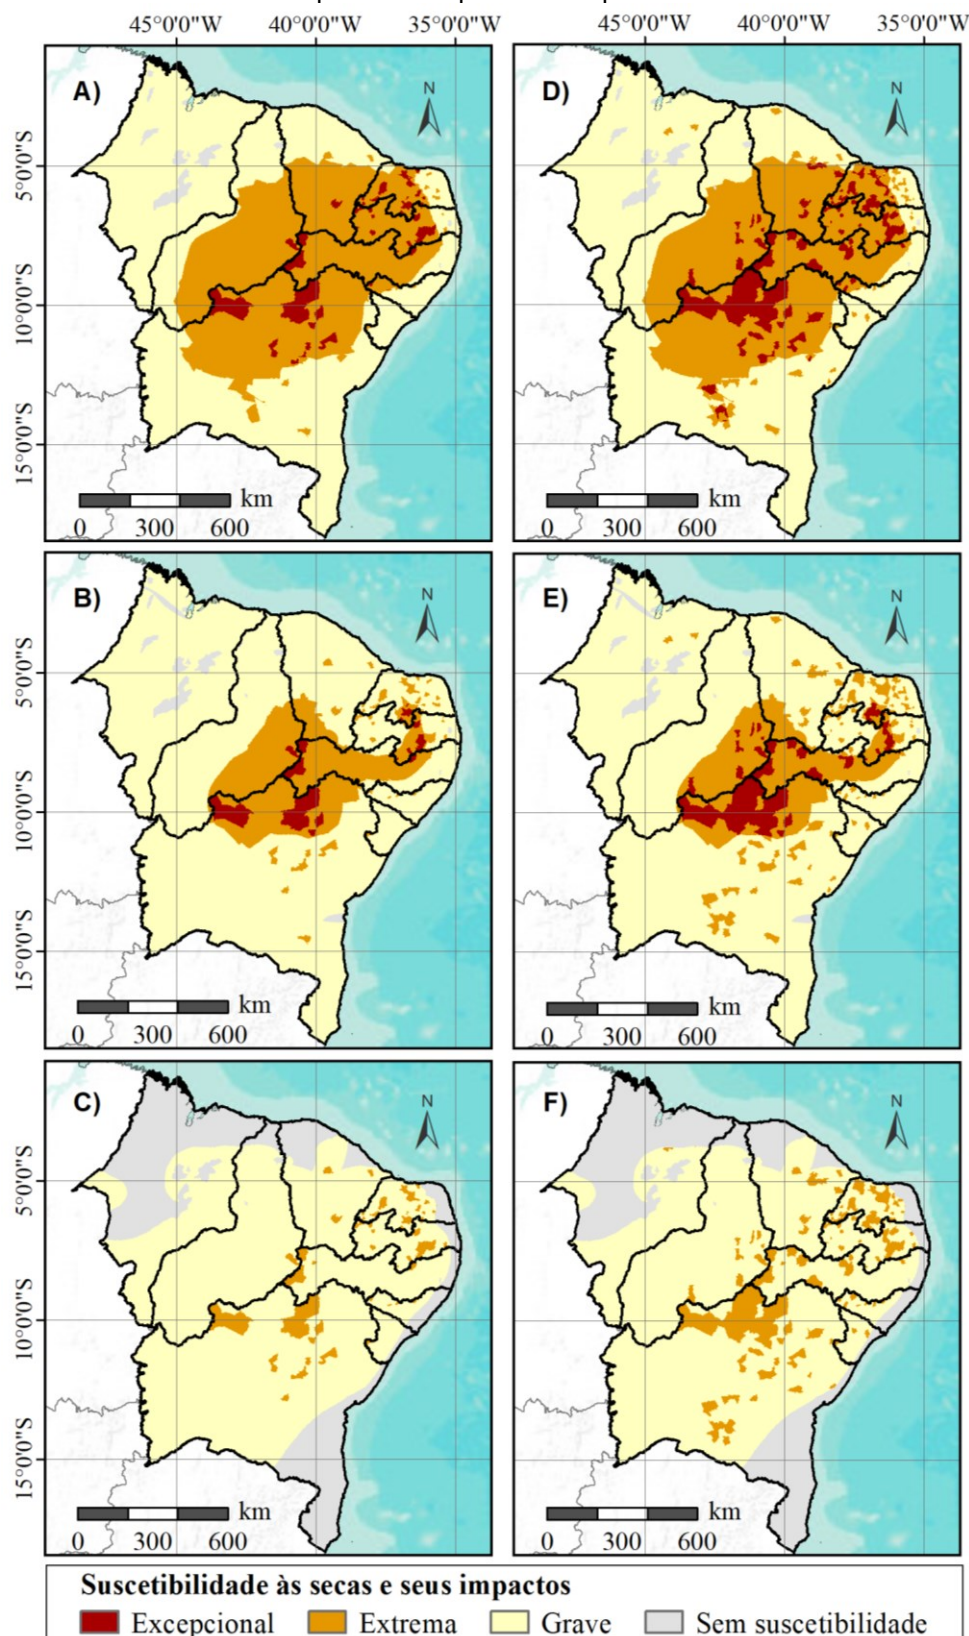 45°0'0"W 40°0'0"W 35°0'0"W 45°0'0"W 40°0'0"W 35°0'0"W
A)
N
5°0'0"S
10°0'0"S
15°0'0"S
km
0 300 600
D)
N
km
0 300 600
B)
N
5°0'0"S
10°0'0"S
15°0'0"S
km
0 300 600
E)
N
km
0 300 600
C)
N
5°0'0"S
10°0'0"S
15°0'0"S
km
0 300 600
F)
N
km
0 300 600
Suscetibilidade às secas e seus impactos
Excepcional Extrema Grave Sem suscetibilidade